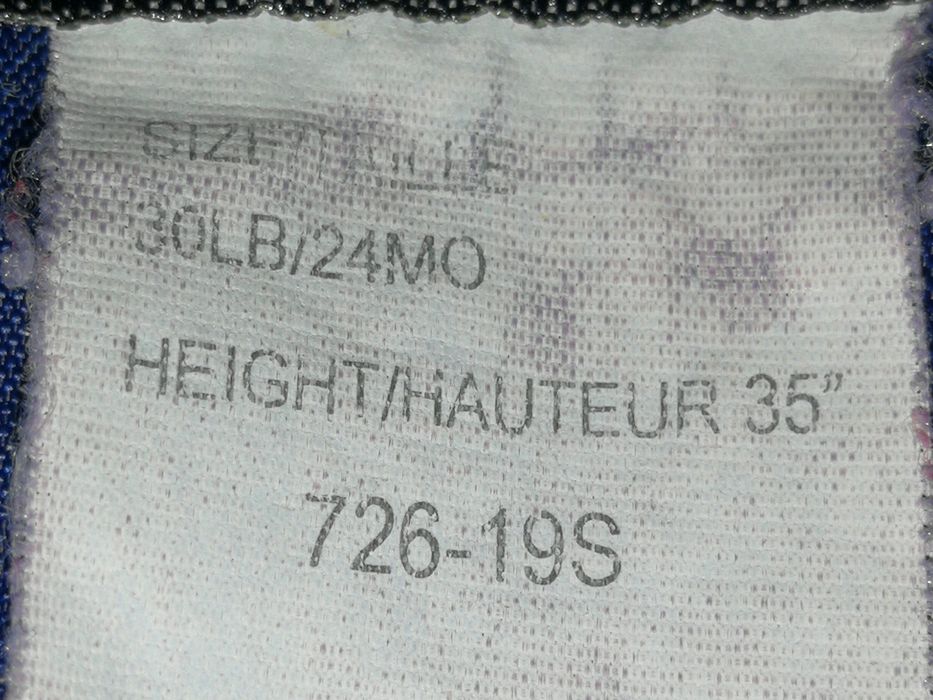 SIZE/TAILLE
30LB/24MO
HEIGHT/HAUTEUR 35”
726-19S